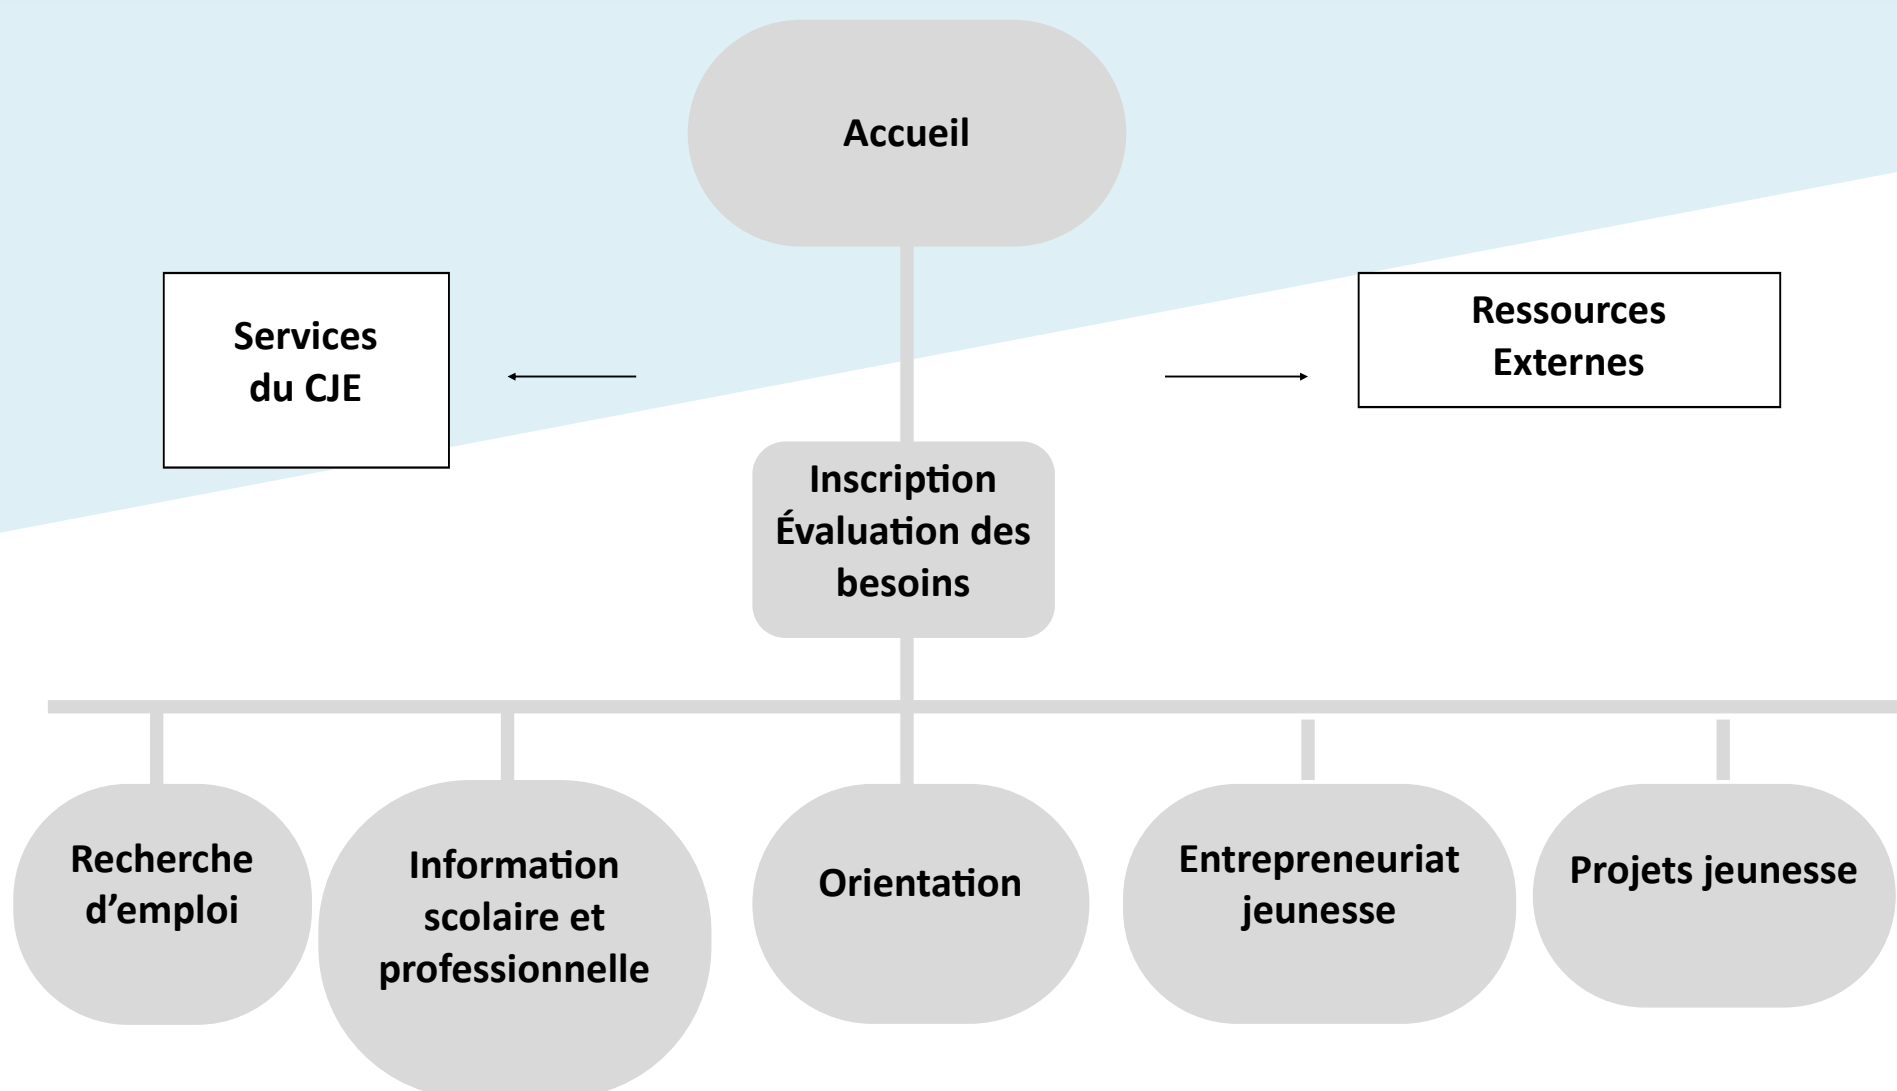 Accueil
Services
du CJE
Ressources
Externes
Inscription
Évaluation des
besoins
Recherche
d’emploi
Information
scolaire et
professionnelle
Orientation
Entrepreneuriat
jeunesse
Projets jeunesse